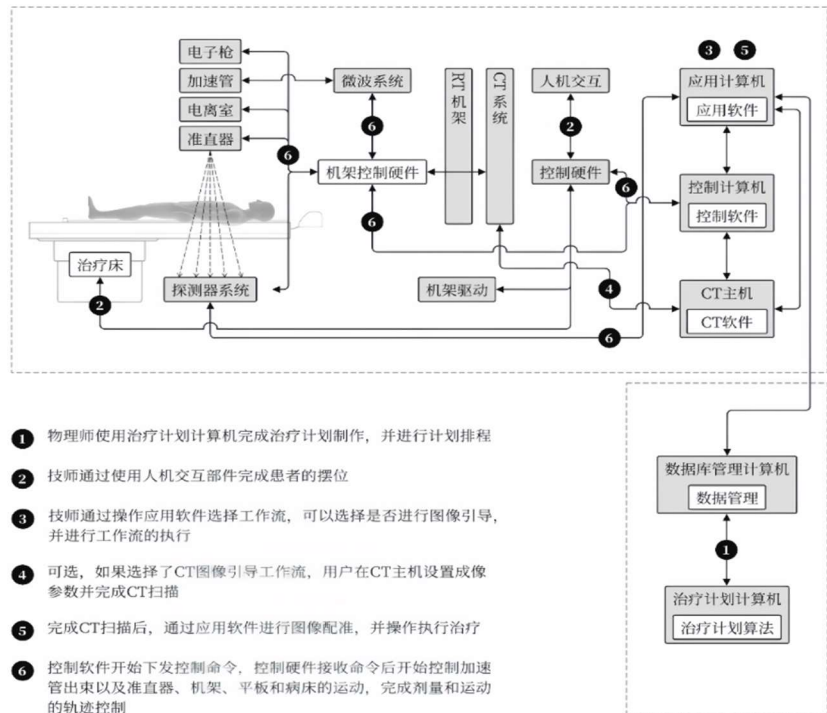 电子枪
加速管
电离室
准直器
微波系统
RT机架
CT系统
人机交互
3
5
应用计算机
应用软件
6
6
2
机架控制硬件
控制硬件
6
6
控制计算机
控制软件
治疗床
探测器系统
机架驱动
4
CT主机
CT软件
2
6
1 物理师使用治疗计划计算机完成治疗计划制作，并进行计划排程
2 技师通过使用人机交互部件完成患者的摆位
3 技师通过操作应用软件选择工作流，可以选择是否进行图像引导，
并进行工作流的执行
4 可选，如果选择了CT图像引导工作流，用户在CT主机设置成像
参数并完成CT扫描
5 完成CT扫描后，通过应用软件进行图像配准，并操作执行治疗
6 控制软件开始下发控制命令，控制硬件接收命令后开始控制加速
管出束以及准直器、机架、平板和病床的运动，完成剂量和运动
的轨迹控制
数据库管理计算机
数据管理
1
治疗计划计算机
治疗计划算法